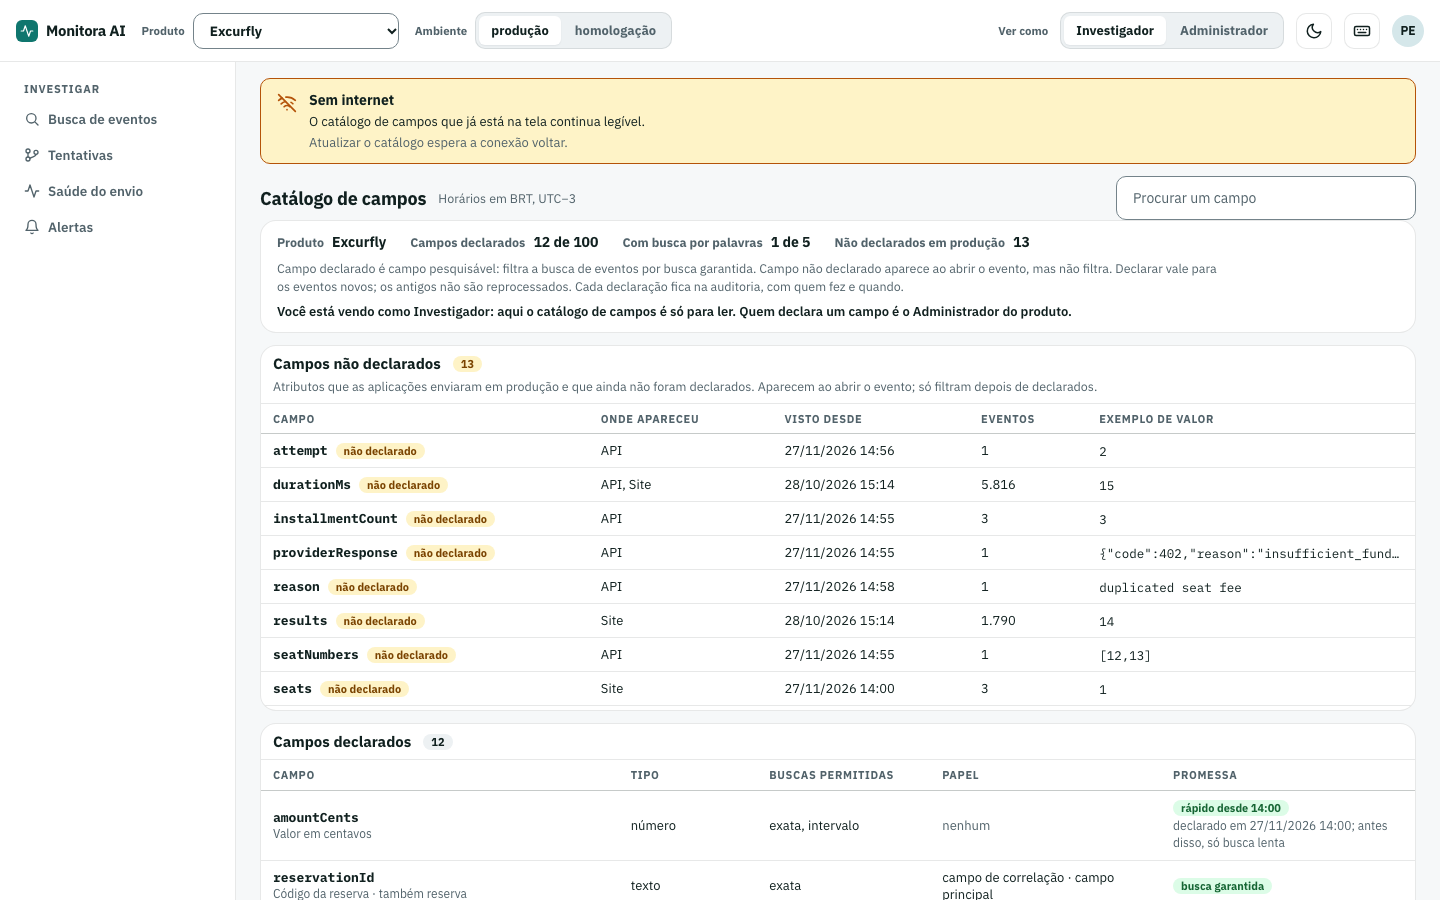 Monitora AI Produto Excurfly Ambiente produção homologação Ver como Investigador Administrador PE
INVESTIGAR
Busca de eventos
Tentativas
Saúde do envio
Alertas
Sem internet
O catálogo de campos que já está na tela continua legível.
Atualizar o catálogo espera a conexão voltar.
Catálogo de campos Horários em BRT, UTC−3 Procurar um campo
Produto Excurfly Campos declarados 12 de 100 Com busca por palavras 1 de 5 Não declarados em produção 13
Campo declarado é campo pesquisável: filtra a busca de eventos por busca garantida. Campo não declarado aparece ao abrir o evento, mas não filtra. Declarar vale para
os eventos novos; os antigos não são reprocessados. Cada declaração fica na auditoria, com quem fez e quando.
Você está vendo como Investigador: aqui o catálogo de campos é só para ler. Quem declara um campo é o Administrador do produto.
Campos não declarados 13
Atributos que as aplicações enviaram em produção e que ainda não foram declarados. Aparecem ao abrir o evento; só filtram depois de declarados.
CAMPO ONDE APARECEU VISTO DESDE EVENTOS EXEMPLO DE VALOR
attempt não declarado API 27/11/2026 14:56 1 2
durationMs não declarado API, Site 28/10/2026 15:14 5.816 15
installmentCount não declarado API 27/11/2026 14:55 3 3
providerResponse não declarado API 27/11/2026 14:55 1 {"code":402,"reason":"insufficient_fund…
reason não declarado API 27/11/2026 14:58 1 duplicated seat fee
results não declarado Site 28/10/2026 15:14 1.790 14
seatNumbers não declarado API 27/11/2026 14:55 1 [12,13]
seats não declarado Site 27/11/2026 14:00 3 1
Campos declarados 12
CAMPO TIPO BUSCAS PERMITIDAS PAPEL PROMESSA
amountCents
Valor em centavos
número exata, intervalo nenhum
rápido desde 14:00
declarado em 27/11/2026 14:00; antes
disso, só busca lenta
reservationId
Código da reserva · também reserva
texto exata
campo de correlação · campo
principal
busca garantida